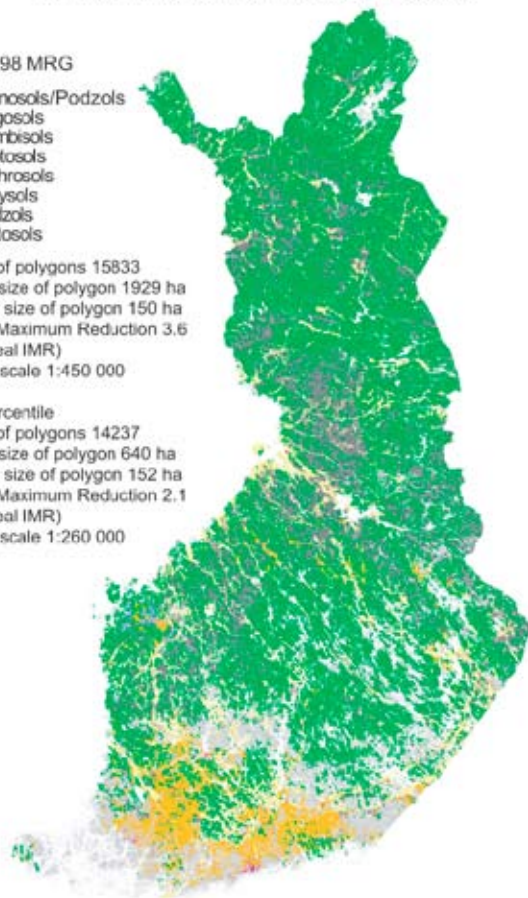 98 MRG
nosols/Podzols
gosols
mbisols
tosols
hrosols
ysols
dzols
losols
of polygons 15833
size of polygon 1929 ha
size of polygon 150 ha
Maximum Reduction 3.6
eal IMR)
scale 1:450 000
rcentile
of polygons 14237
size of polygon 640 ha
size of polygon 152 ha
Maximum Reduction 2.1
eal IMR)
scale 1:260 000